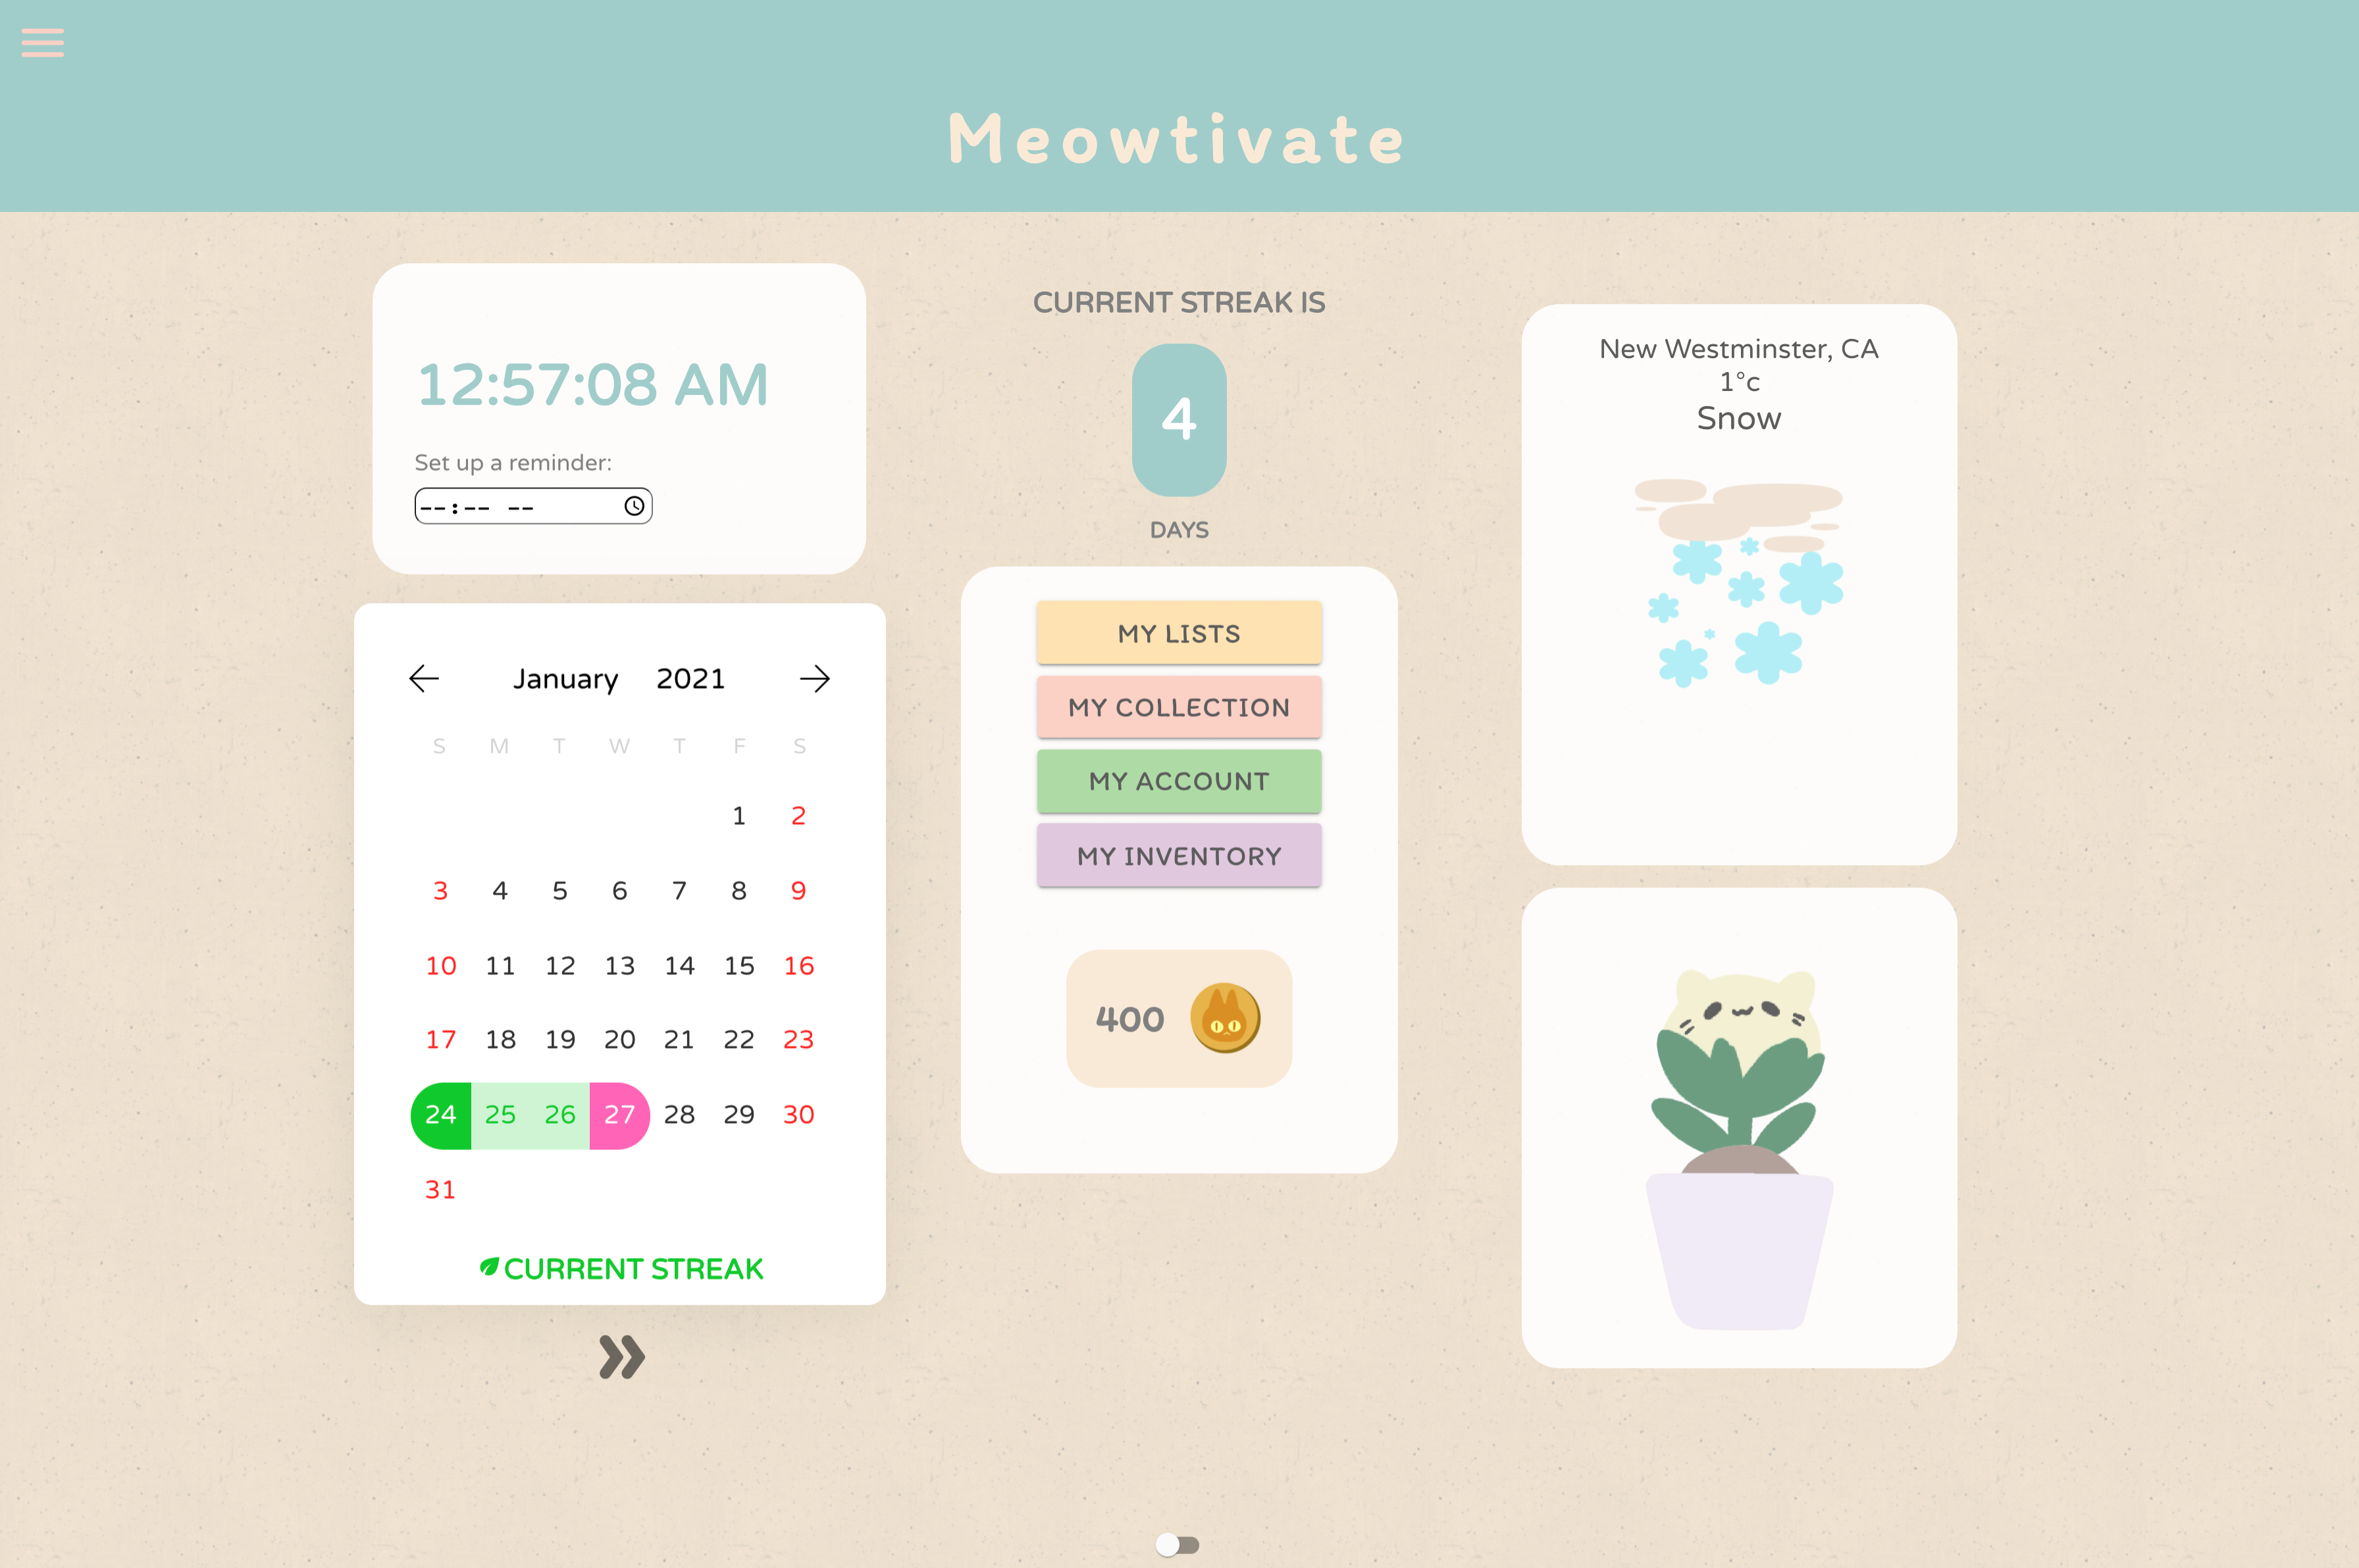 Meowtivate
12:57:08 AM
Set up a reminder:
--:-- --
January 2021
S M T W T F S
1 2
3 4 5 6 7 8 9
10 11 12 13 14 15 16
17 18 19 20 21 22 23
24 25 26 27 28 29 30
31
CURRENT STREAK
CURRENT STREAK IS
4
DAYS
MY LISTS
MY COLLECTION
MY ACCOUNT
MY INVENTORY
400
New Westminster, CA
1°c
Snow